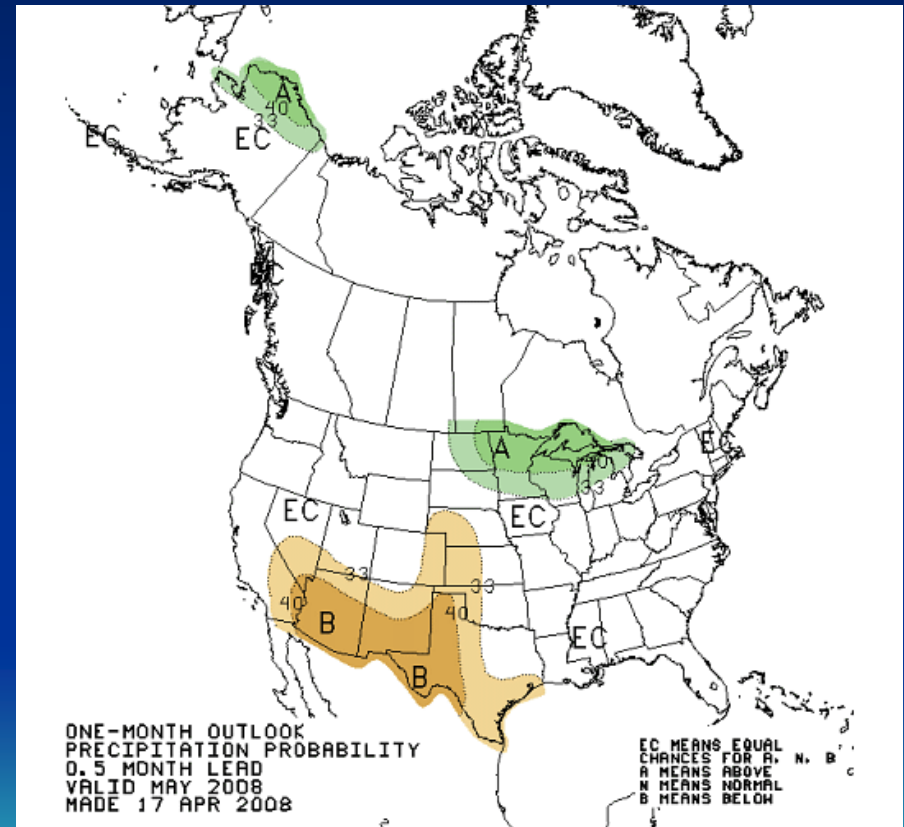 A
40
33
EC
EC
EC
A
EC
40
33
EC
EC
33
33
40
40
B
EC
B
ONE-MONTH OUTLOOK
PRECIPITATION PROBABILITY
0.5 MONTH LEAD
VALID MAY 2008
MADE 17 APR 2008
EC MEANS EQUAL
CHANCES FOR A, N, B
A MEANS ABOVE
N MEANS NORMAL
B MEANS BELOW